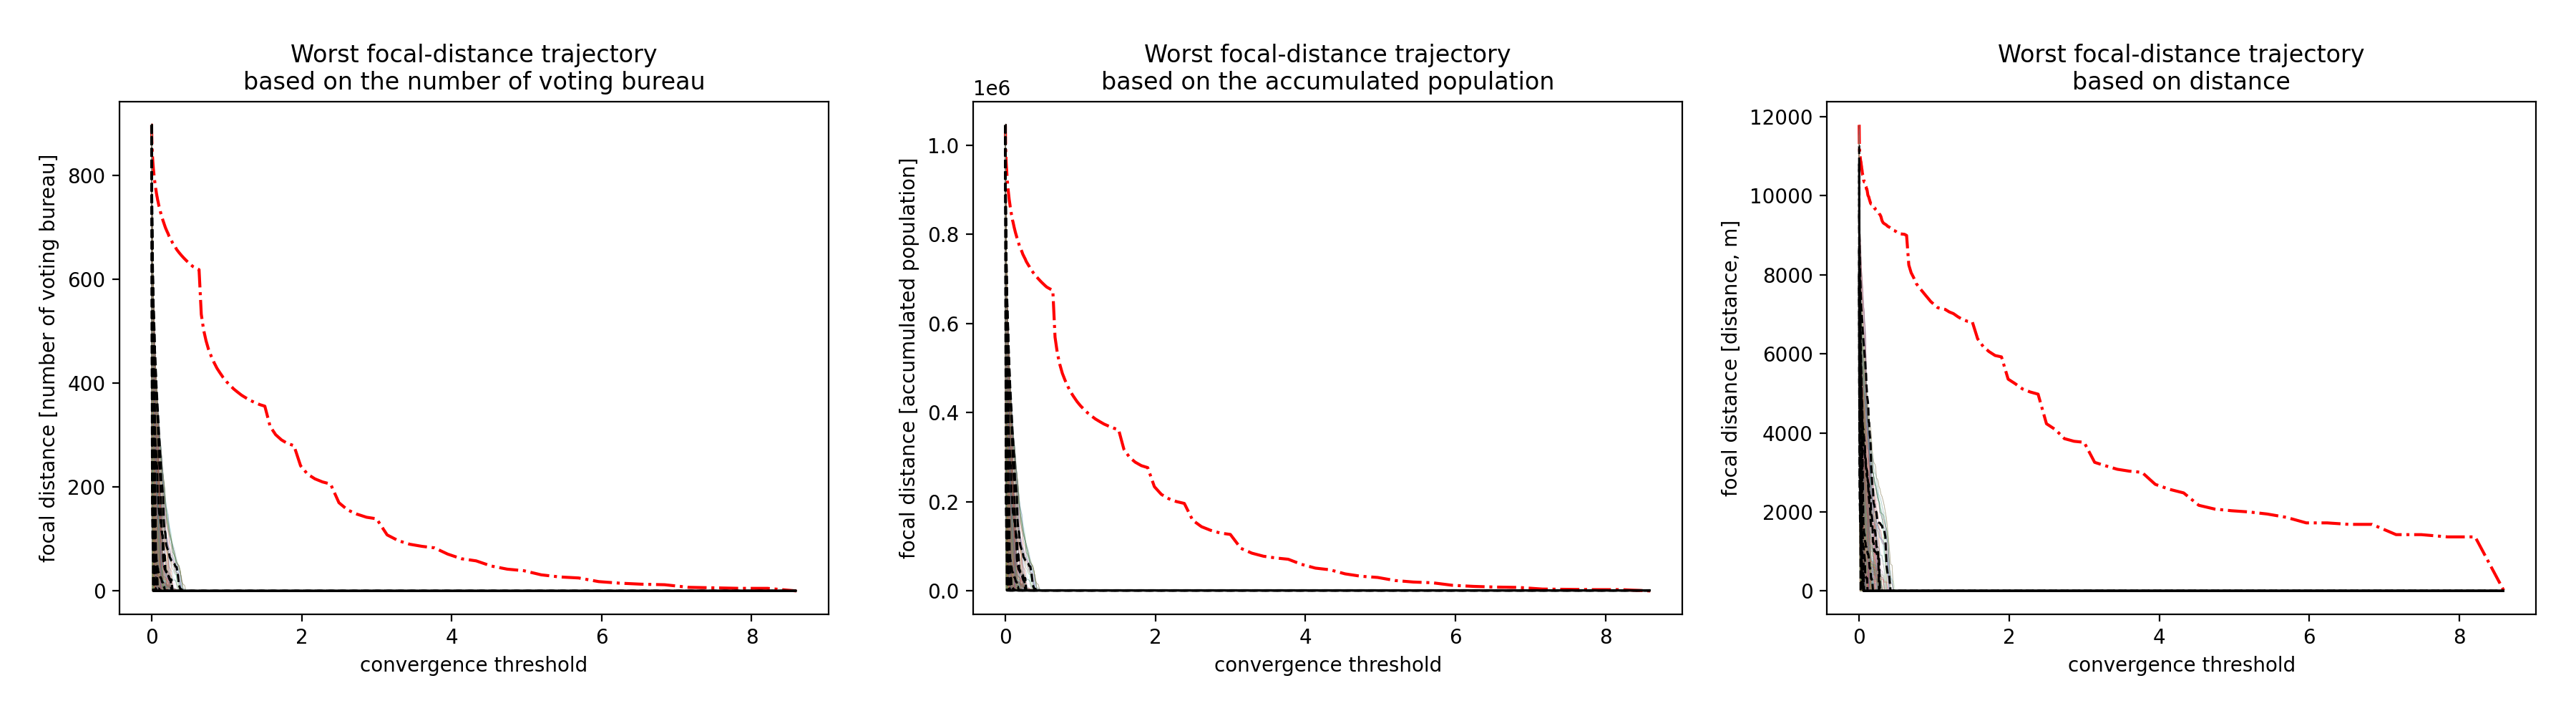 Worst focal-distance trajectory
based on the number of voting bureau
focal distance [number of voting bureau]
800
600
400
200
0
0 2 4 6 8
convergence threshold
Worst focal-distance trajectory
based on the accumulated population
1e6
focal distance [accumulated population]
1.0
0.8
0.6
0.4
0.2
0.0
0 2 4 6 8
convergence threshold
Worst focal-distance trajectory
based on distance
focal distance [distance, m]
12000
10000
8000
6000
4000
2000
0
0 2 4 6 8
convergence threshold